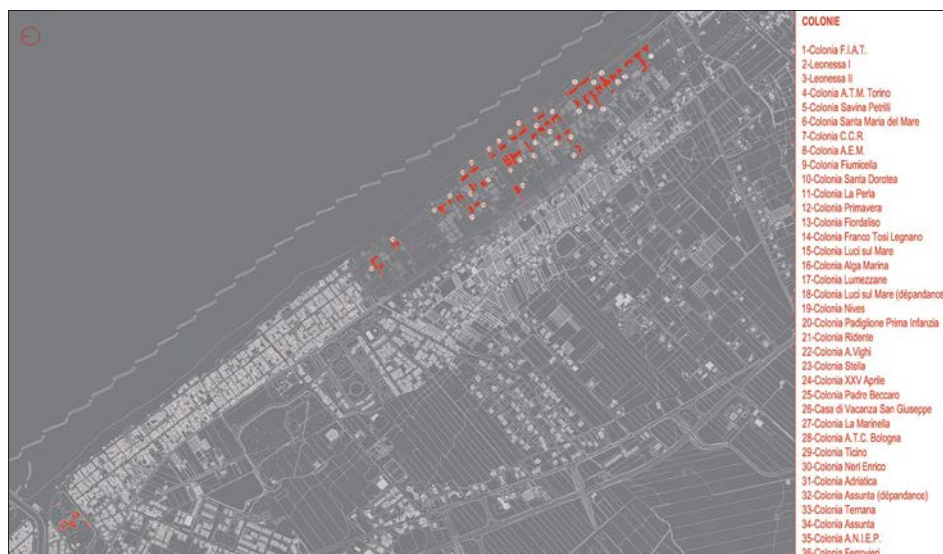 COLONIE
1-Colonia F.I.A.T.
2-Leonessa I
3-Leonessa II
4-Colonia A.T.M. Torino
5-Colonia Savina Petrilli
6-Colonia Santa Maria del Mare
7-Colonia C.C.R.
8-Colonia A.E.M.
9-Colonia Fiumicella
10-Colonia Santa Dorotea
11-Colonia La Perla
12-Colonia Primavera
13-Colonia Fiordaliso
14-Colonia Franco Tosi Legnano
15-Colonia Luci sul Mare
16-Colonia Alga Marina
17-Colonia Lumezzane
18-Colonia Luci sul Mare (dépandance
19-Colonia Nives
20-Colonia Padiglione Prima Infanzia
21-Colonia Ridente
22-Colonia A.Vighi
23-Colonia Stella
24-Colonia XXV Aprile
25-Colonia Padre Beccaro
26-Casa di Vacanza San Giuseppe
27-Colonia La Marinella
28-Colonia A.T.C. Bologna
29-Colonia Ticino
30-Colonia Neri Enrico
31-Colonia Adriatica
32-Colonia Assunta (dépandance)
33-Colonia Ternana
34-Colonia Assunta
35-Colonia A.N.I.E.P.
36-Colonia Ferrovieri